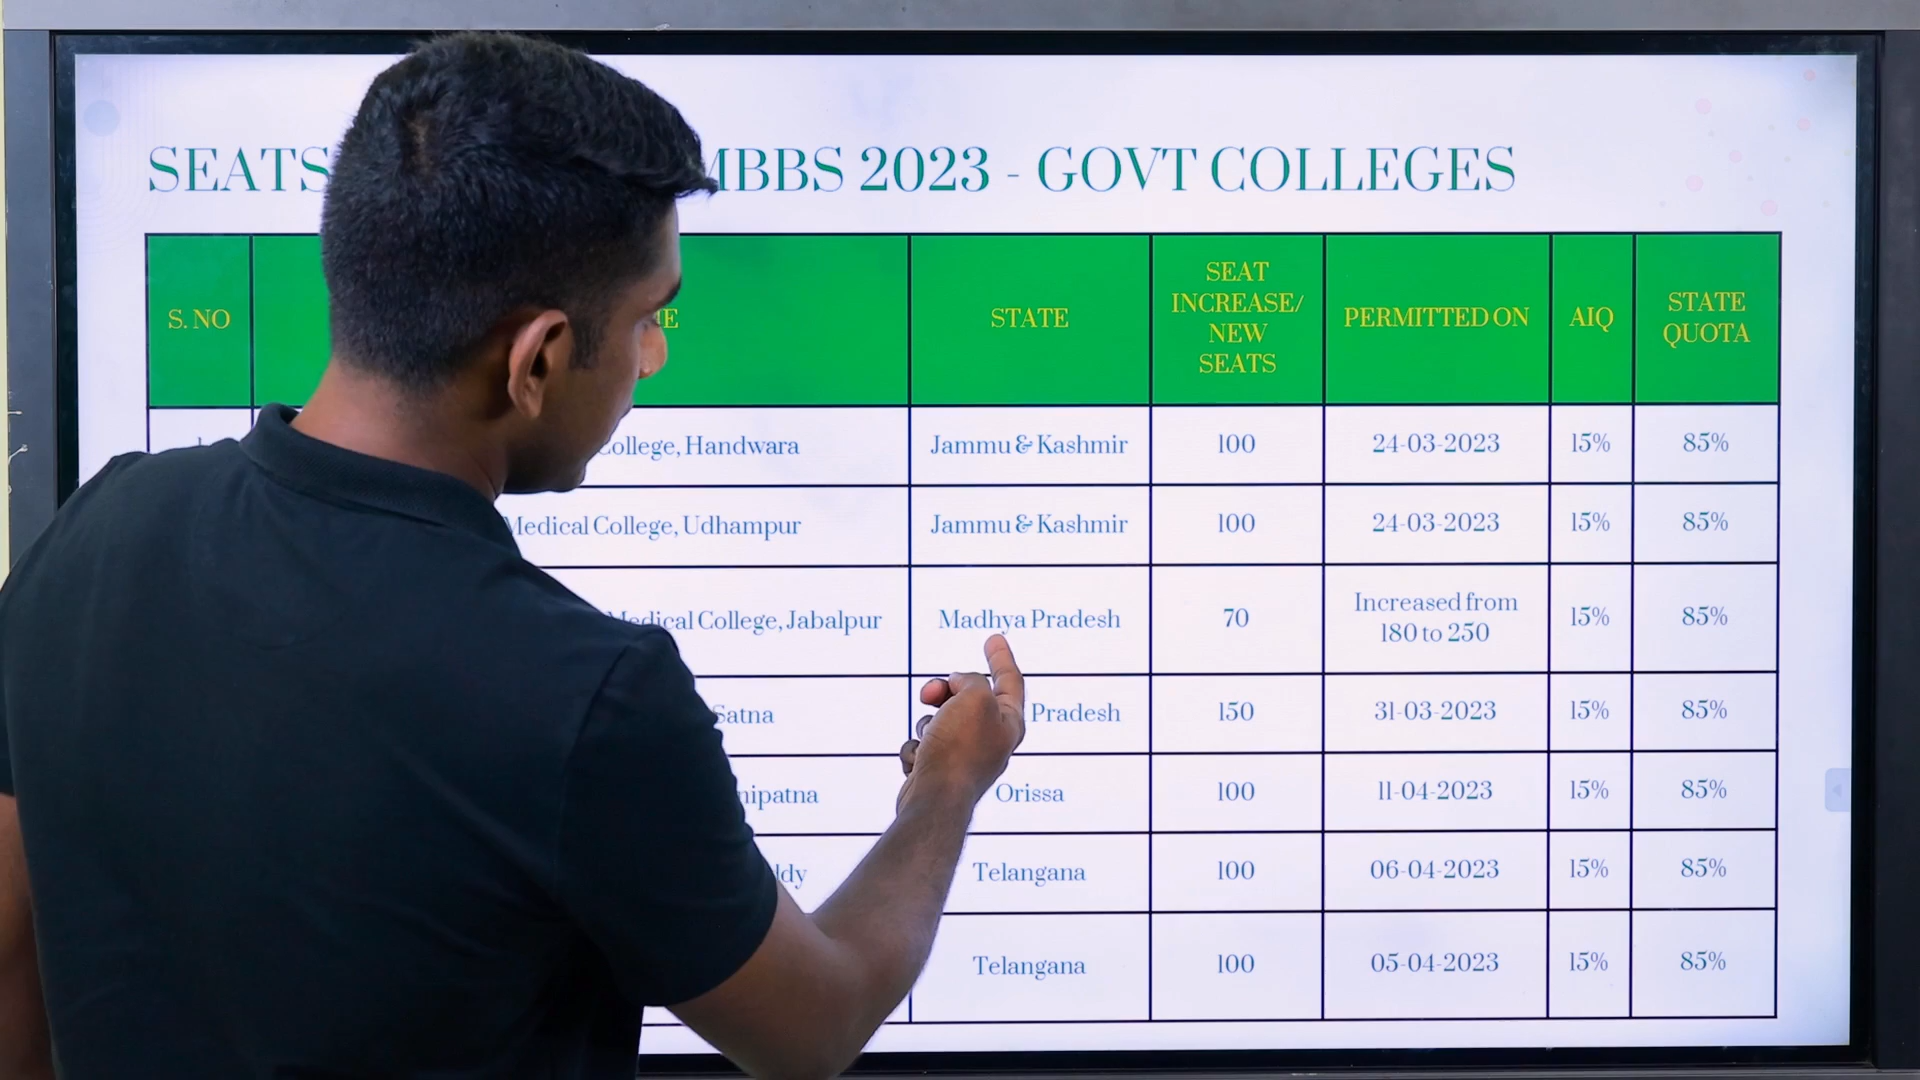 SEATS MBBS 2023 - GOVT COLLEGES
S. NO STATE SEAT INCREASE/ NEW SEATS PERMITTED ON AIQ STATE QUOTA
College, Handwara Jammu & Kashmir 100 24-03-2023 15% 85%
Medical College, Udhampur Jammu & Kashmir 100 24-03-2023 15% 85%
Medical College, Jabalpur Madhya Pradesh 70 Increased from 180 to 250 15% 85%
Satna Pradesh 150 31-03-2023 15% 85%
Orissa 100 11-04-2023 15% 85%
Telangana 100 06-04-2023 15% 85%
Telangana 100 05-04-2023 15% 85%